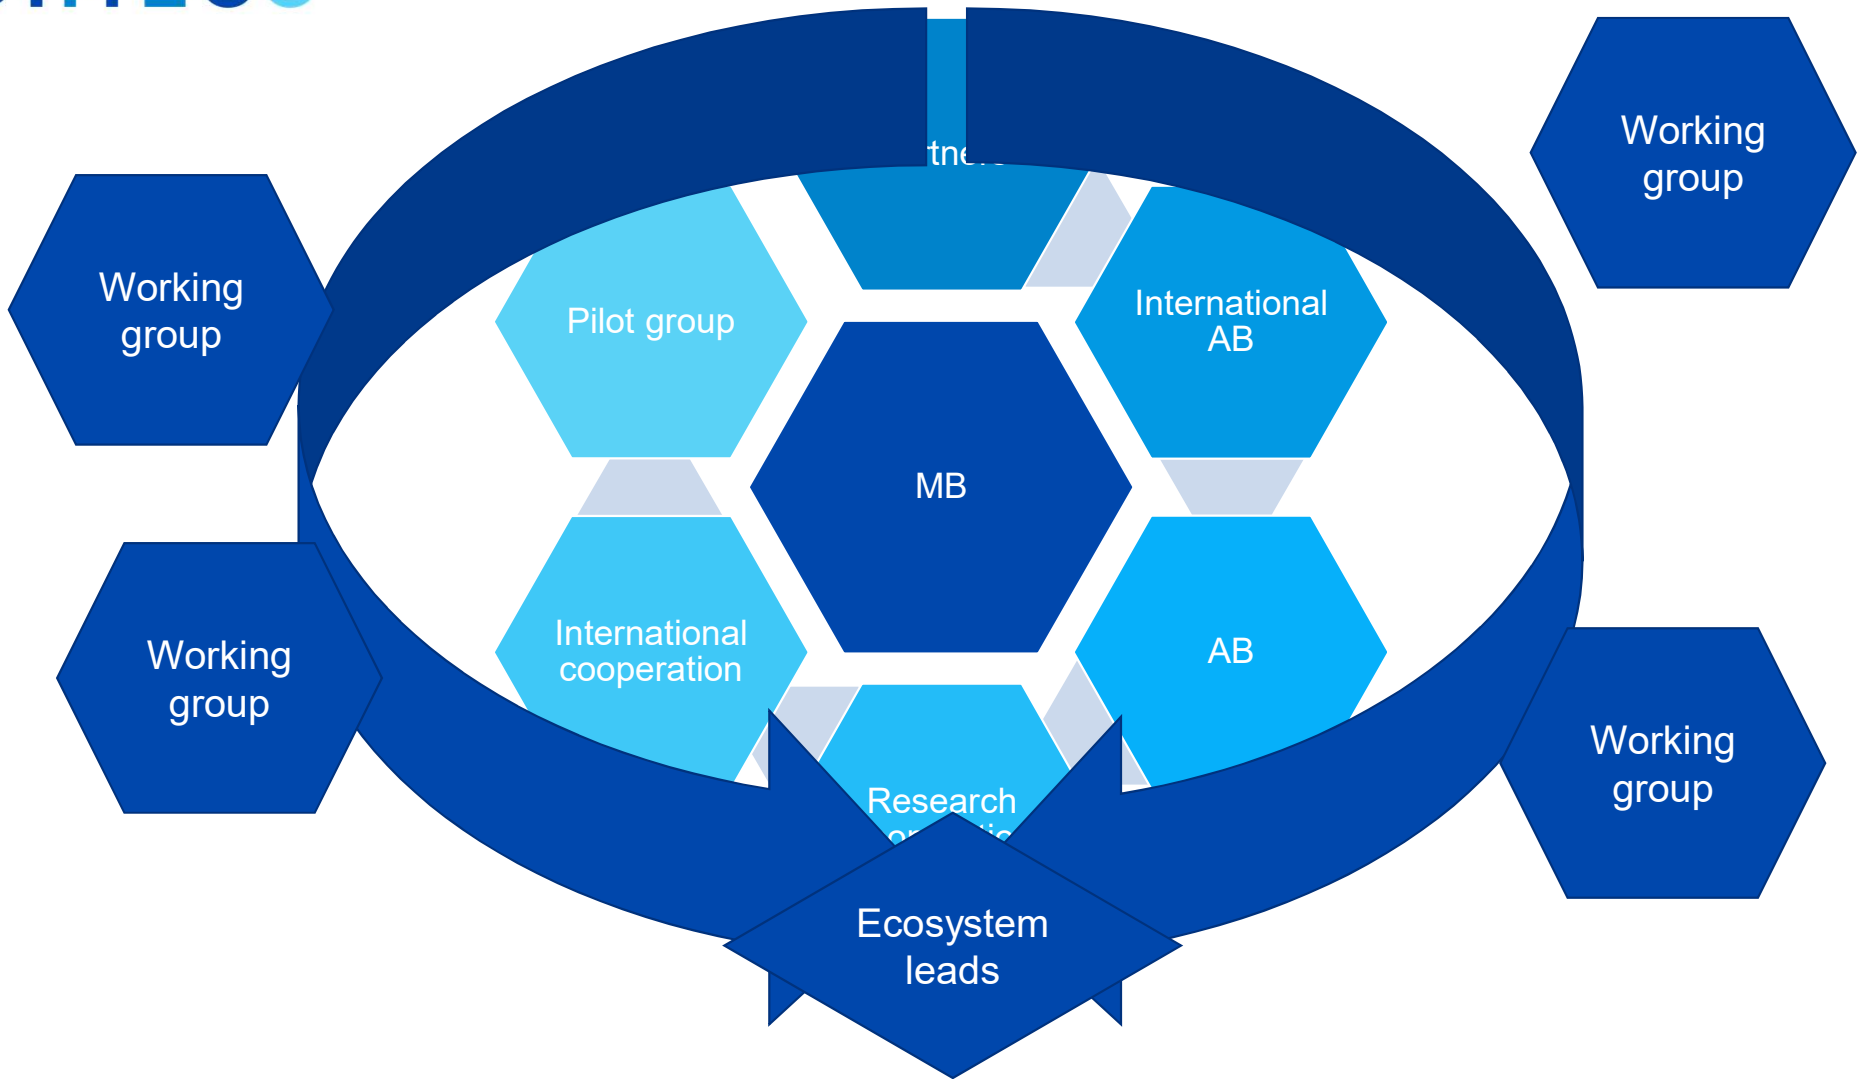 Working
group
Working
group
Pilot group
International
AB
MB
International
cooperation
AB
Working
group
Working
group
Research
Ecosystem
leads